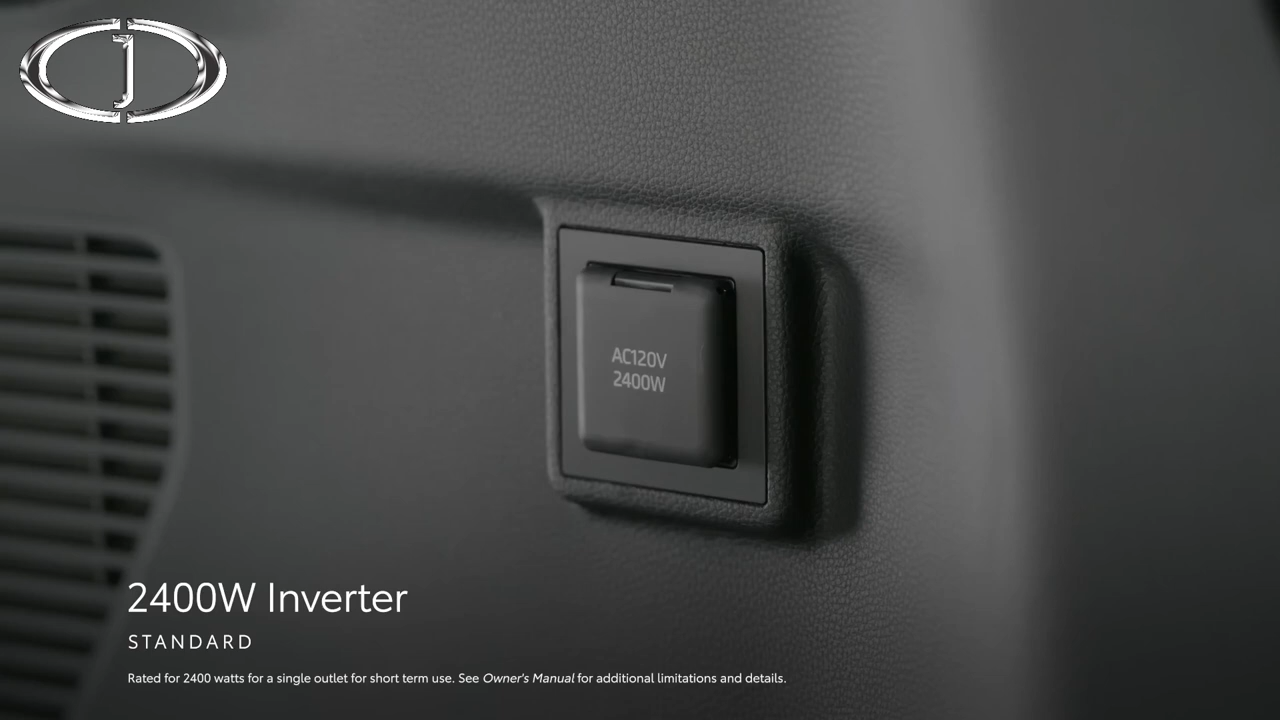 J
AC120V
2400W
2400W Inverter
STANDARD
Rated for 2400 watts for a single outlet for short term use. See Owner's Manual for additional limitations and details.